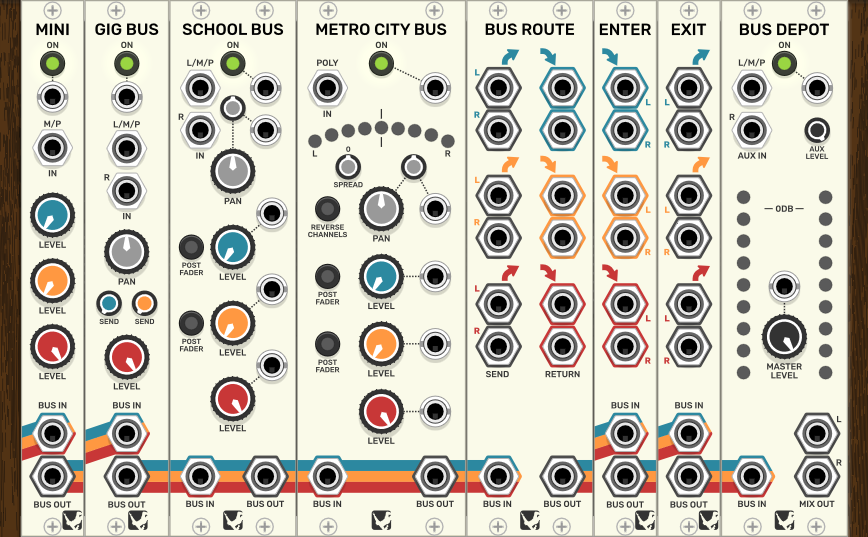 MINI
ON
M/P
IN
LEVEL
LEVEL
LEVEL
BUS IN
BUS OUT
GIG BUS
ON
L/M/P
R
IN
PAN
SEND SEND
LEVEL
BUS IN
BUS OUT
SCHOOL BUS
ON
L/M/P
R
IN
PAN
POST
FADER
LEVEL
POST
FADER
LEVEL
LEVEL
BUS IN BUS OUT
METRO CITY BUS
ON
POLY
IN
L R
0
SPREAD
REVERSE
CHANNELS
PAN
POST
FADER
LEVEL
POST
FADER
LEVEL
LEVEL
BUS IN BUS OUT
BUS ROUTE
L
R
L
R
L
R
SEND RETURN
BUS IN BUS OUT
ENTER
L
R
L
R
L
R
BUS IN
BUS OUT
EXIT
L
R
L
R
L
R
BUS IN
BUS OUT
BUS DEPOT
ON
L/M/P
R
AUX IN
AUX
LEVEL
— 0DB —
MASTER
LEVEL
L
R
BUS IN MIX OUT